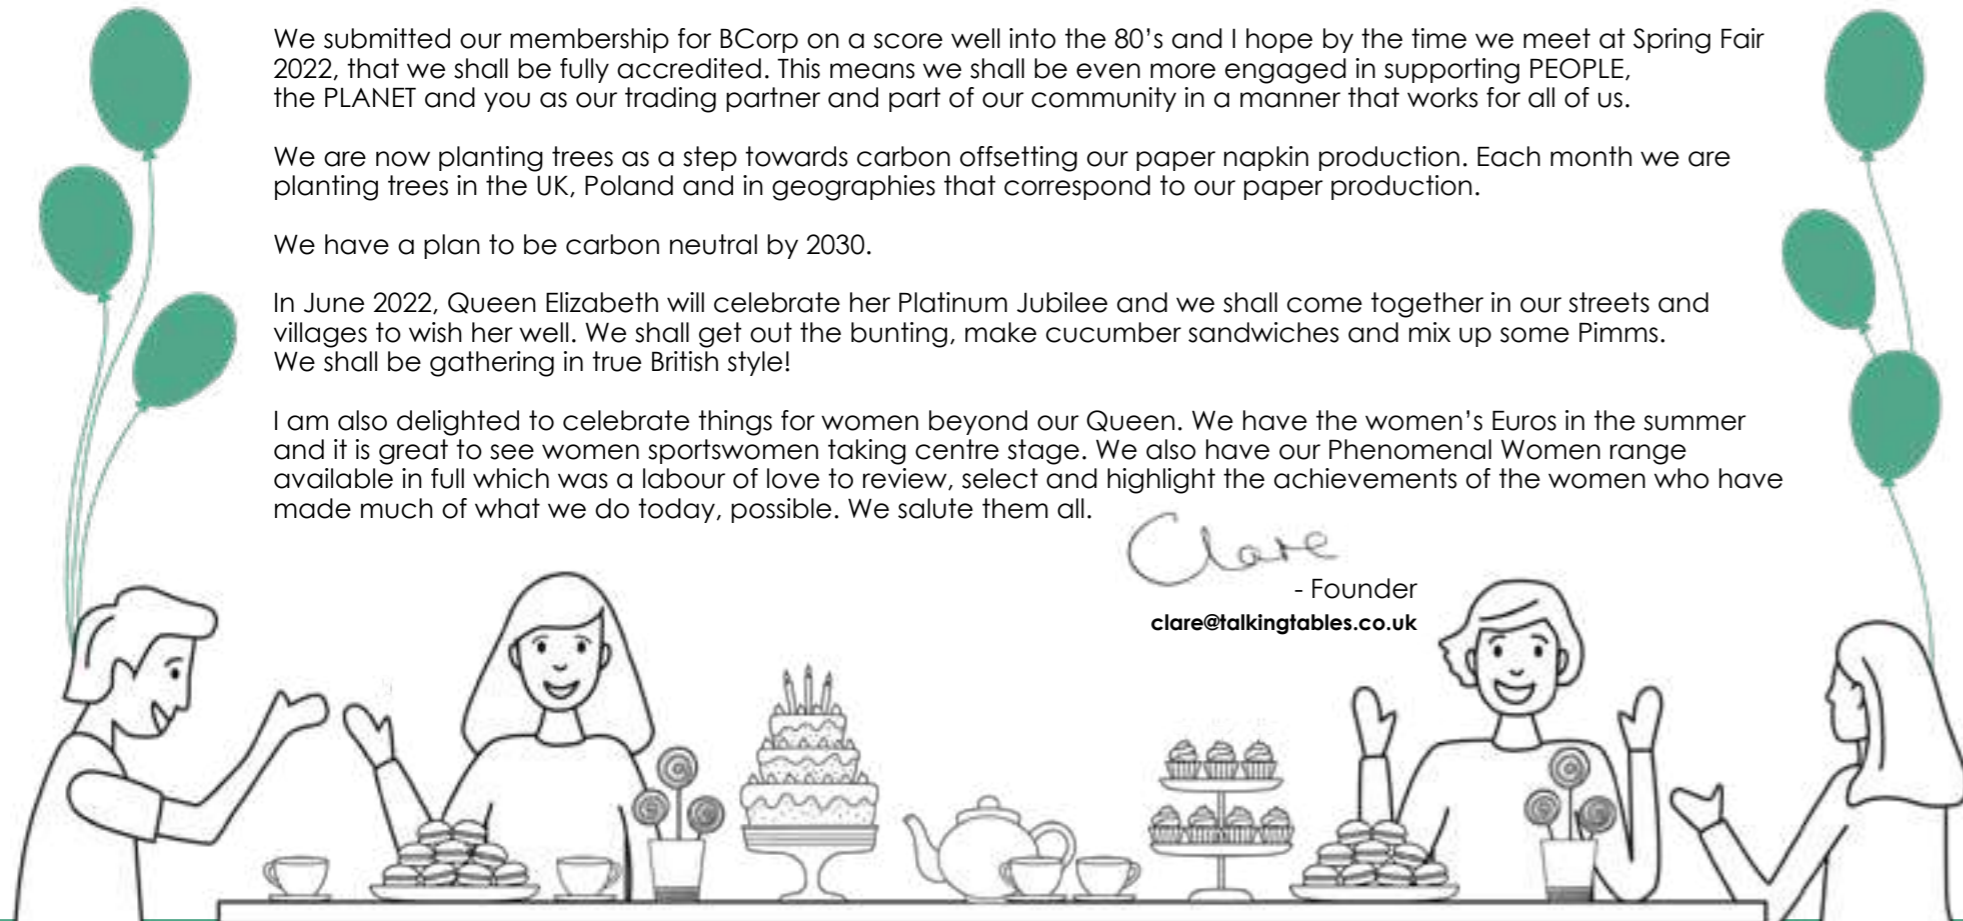 We submitted our membership for BCorp on a score well into the 80's and I hope by the time we meet at Spring Fair
2022, that we shall be fully accredited. This means we shall be even more engaged in supporting PEOPLE,
the PLANET and you as our trading partner and part of our community in a manner that works for all of us.
We are now planting trees as a step towards carbon offsetting our paper napkin production. Each month we are
planting trees in the UK, Poland and in geographies that correspond to our paper production.
We have a plan to be carbon neutral by 2030.
In June 2022, Queen Elizabeth will celebrate her Platinum Jubilee and we shall come together in our streets and
villages to wish her well. We shall get out the bunting, make cucumber sandwiches and mix up some Pimms.
We shall be gathering in true British style!
I am also delighted to celebrate things for women beyond our Queen. We have the women's Euros in the summer
and it is great to see women sportswomen taking centre stage. We also have our Phenomenal Women range
available in full which was a labour of love to review, select and highlight the achievements of the women who have
made much of what we do today, possible. We salute them all.
Clare
- Founder
clare@talkingtables.co.uk